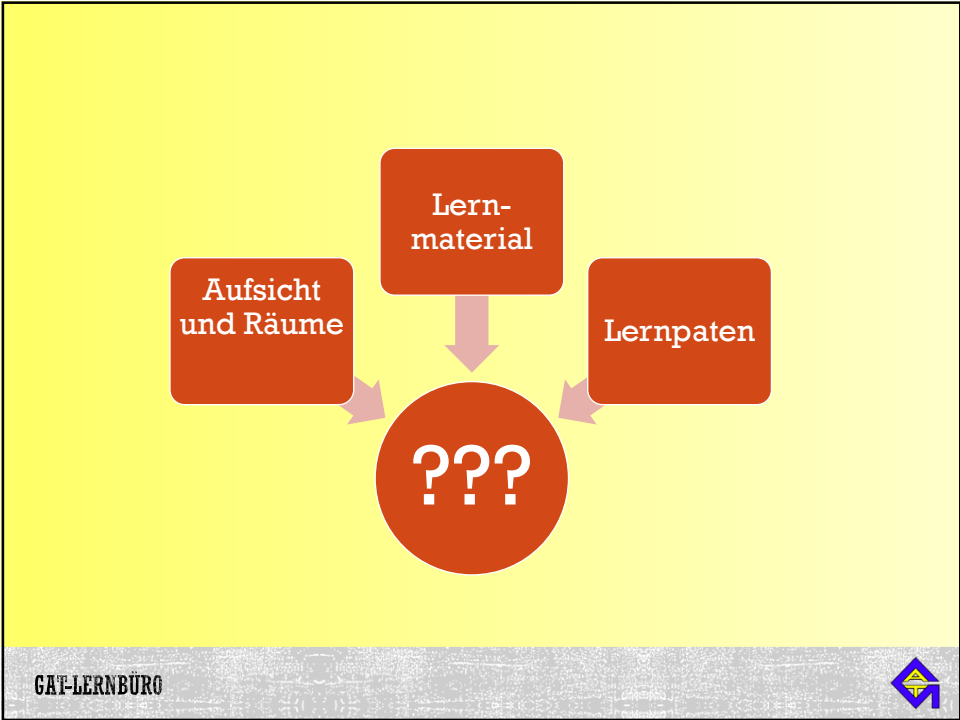 Lern-
material
Aufsicht
und Räume
Lernpaten
???
GAT-LERNBÜRO